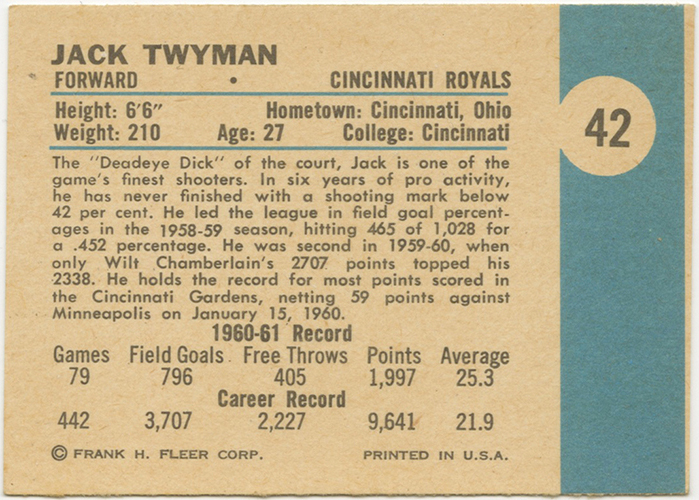 JACK TWYMAN
FORWARD • CINCINNATI ROYALS
Height: 6'6" Hometown: Cincinnati, Ohio
Weight: 210 Age: 27 College: Cincinnati
42
The "Deadeye Dick" of the court, Jack is one of the
game's finest shooters. In six years of pro activity,
he has never finished with a shooting mark below
42 per cent. He led the league in field goal percent-
ages in the 1958-59 season, hitting 465 of 1,028 for
a .452 percentage. He was second in 1959-60, when
only Wilt Chamberlain's 2707 points topped his
2338. He holds the record for most points scored in
the Cincinnati Gardens, netting 59 points against
Minneapolis on January 15, 1960.
1960-61 Record
Games Field Goals Free Throws Points Average
79 796 405 1,997 25.3
Career Record
442 3,707 2,227 9,641 21.9
© FRANK H. FLEER CORP. PRINTED IN U.S.A.